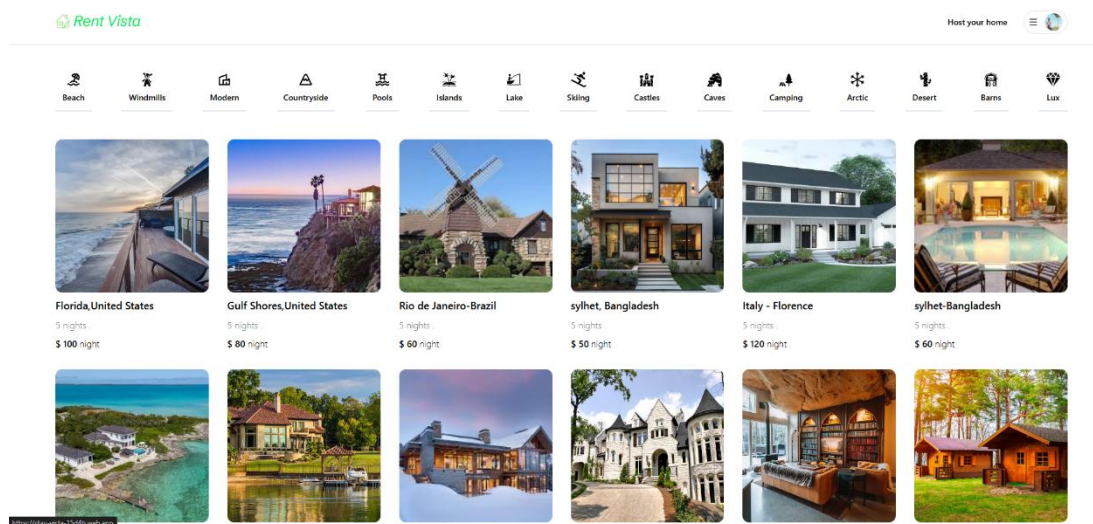 Rent Vista
Host your home
Beach Windmills Modern Countryside Pools Islands Lake Skiing Castles Caves Camping Arctic Desert Barns Lux
Florida,United States Gulf Shores,United States Rio de Janeiro-Brazil sylhet, Bangladesh Italy - Florence sylhet-Bangladesh
5 nights . 5 nights . 5 nights . 5 nights . 5 nights . 5 nights .
$ 100 night $ 80 night $ 60 night $ 50 night $ 120 night $ 60 night